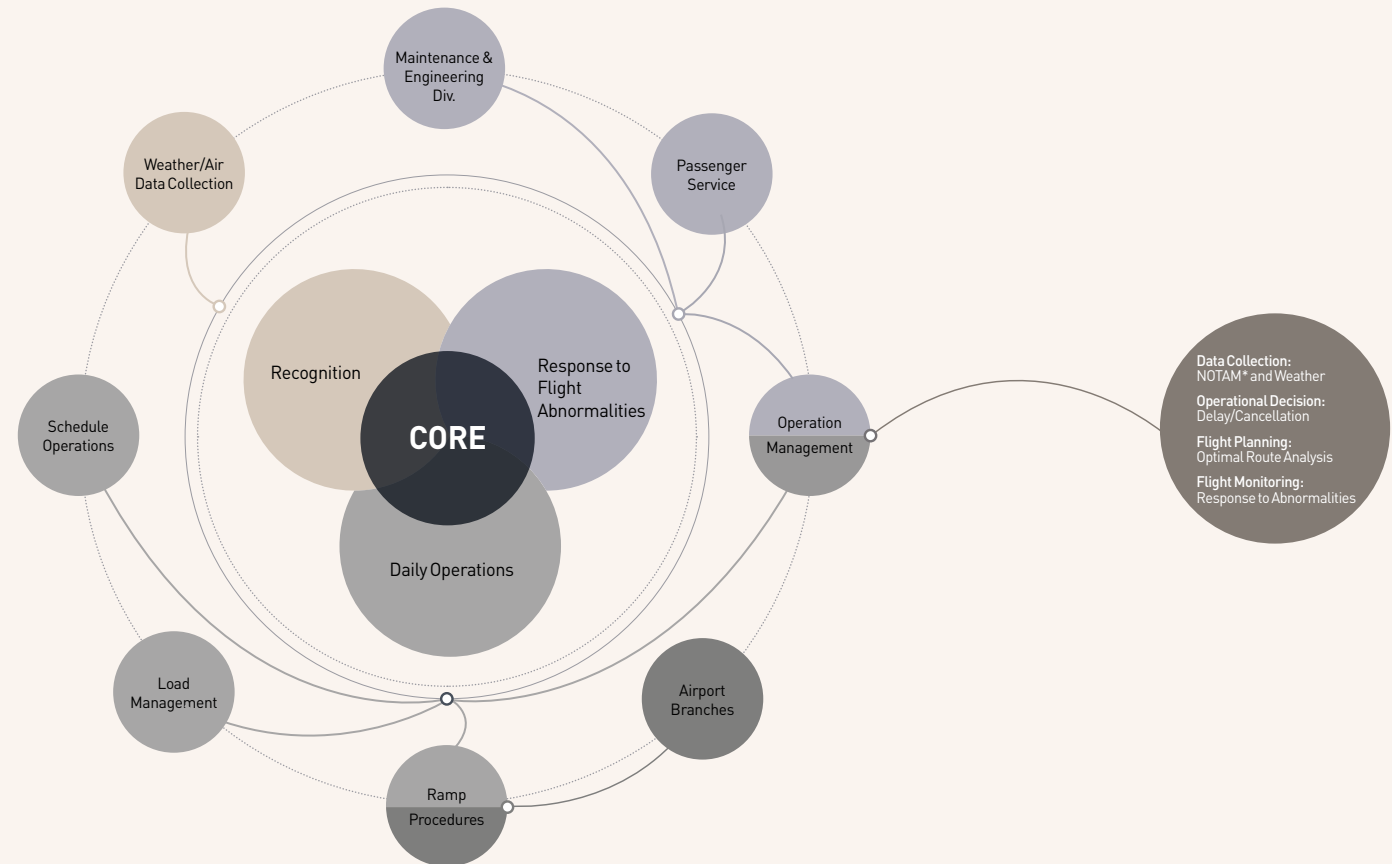 Maintenance &
Engineering
Div.
Weather/Air
Data Collection
Passenger
Service
Recognition
Response to
Flight
Abnormalities
CORE
Daily Operations
Schedule
Operations
Operation
Management
Data Collection:
NOTAM* and Weather
Operational Decision:
Delay/Cancellation
Flight Planning:
Optimal Route Analysis
Flight Monitoring:
Response to Abnormalities
Load
Management
Airport
Branches
Ramp
Procedures